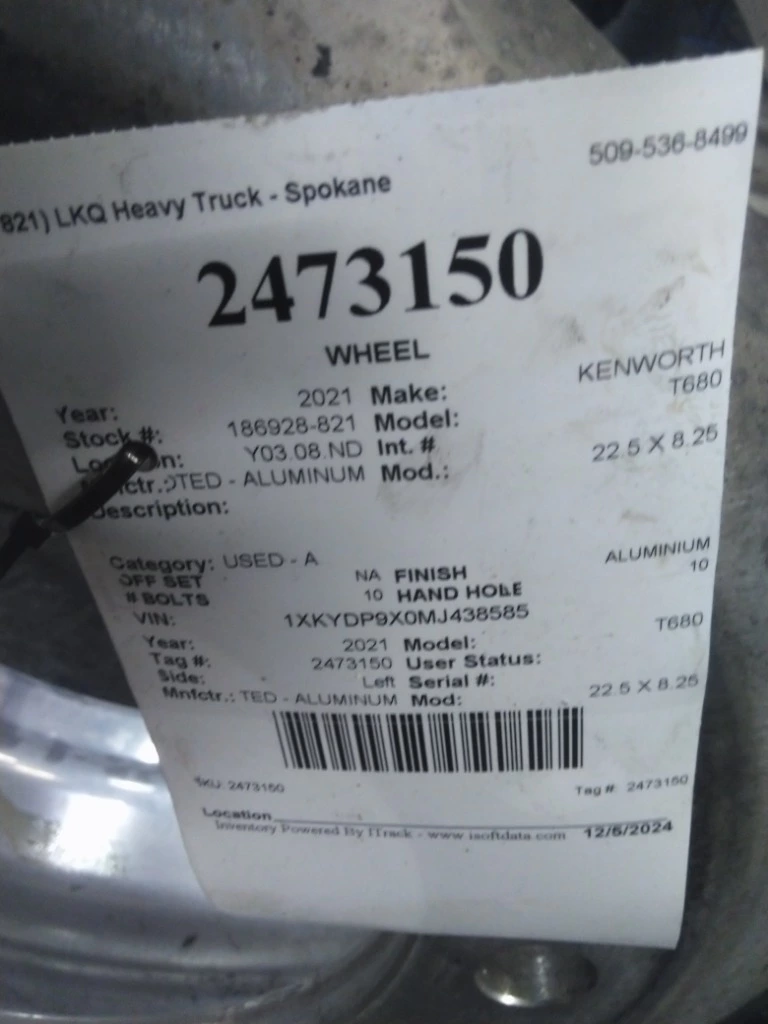 821) LKQ Heavy Truck - Spokane 509-536-8499
2473150
WHEEL
Year: 2021 Make: KENWORTH
Stock #: 186928-821 Model: T680
Y03.08.ND Int. #
OTED - ALUMINUM Mod.: 22.5 X 8.25
Description:
Category: USED - A
OFF SET NA FINISH ALUMINIUM
# BOLTS 10 HAND HOLE 10
VIN: 1XKYDP9X0MJ438585
Year: 2021 Model: T680
Tag #: 2473150 User Status:
Side: Left Serial #:
Mnfctr.: TED - ALUMINUM Mod: 22.5 X 8.25
SKU: 2473150 Tag # 2473150
Location
Inventory Powered By ITrack - www.isoftdata.com 12/5/2024